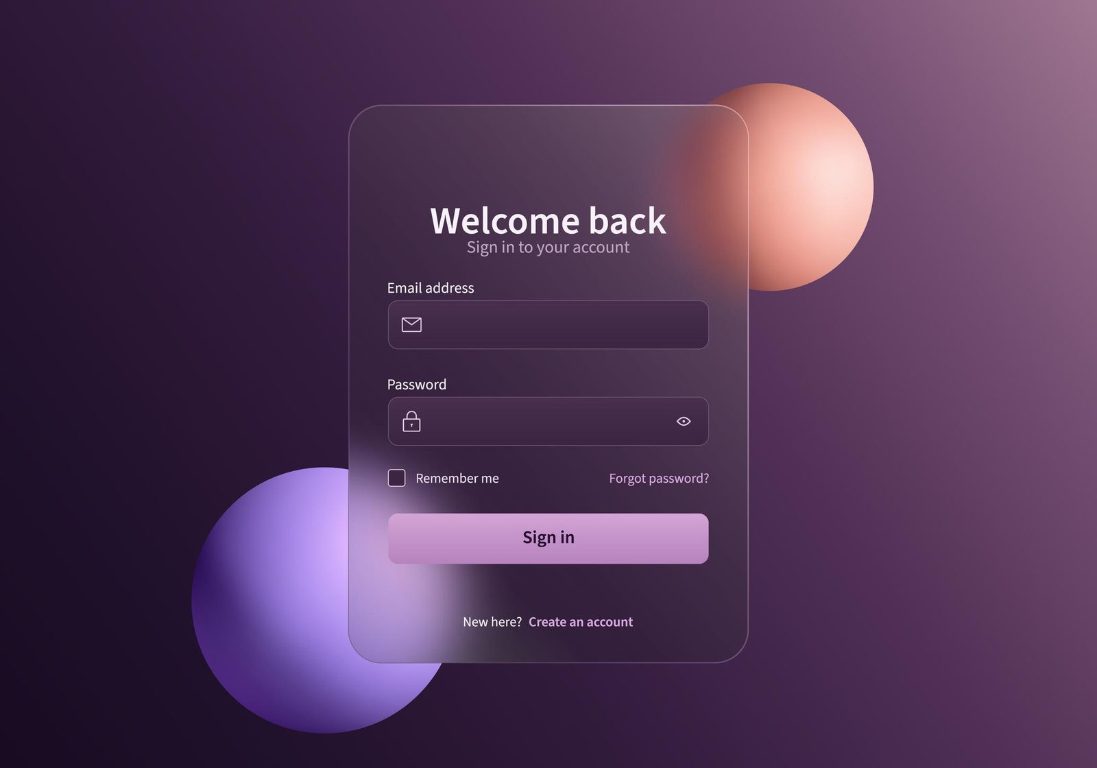 Welcome back
Sign in to your account
Email address
Password
Remember me
Forgot password?
Sign in
New here? Create an account